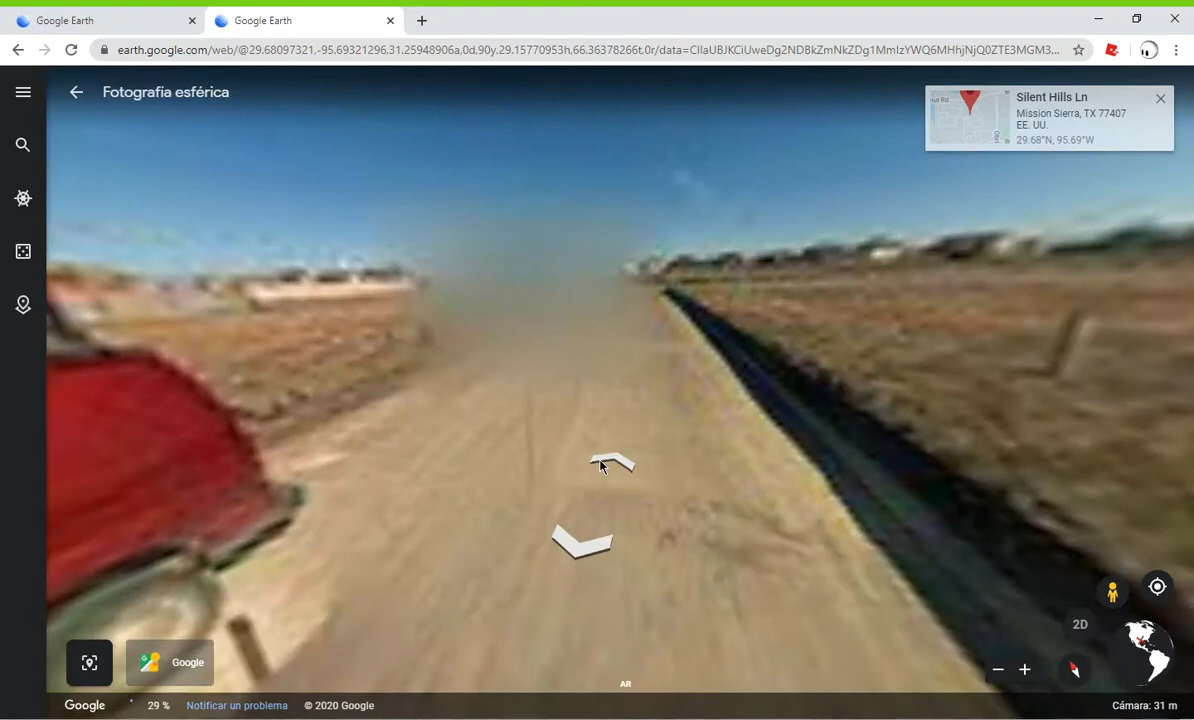 Google Earth
Google Earth
earth.google.com/web/@29.68097321,-95.69321296,31.25948906a,0d,90y,29.15770953h,66.36378266t,0r/data=
Fotografía esférica
Silent Hills Ln
Mission Sierra, TX 77407
EE. UU.
29.68°N, 95.69°W
2D
Google
AR
Google
29 %
Notificar un problema
© 2020 Google
Cámara: 31 m